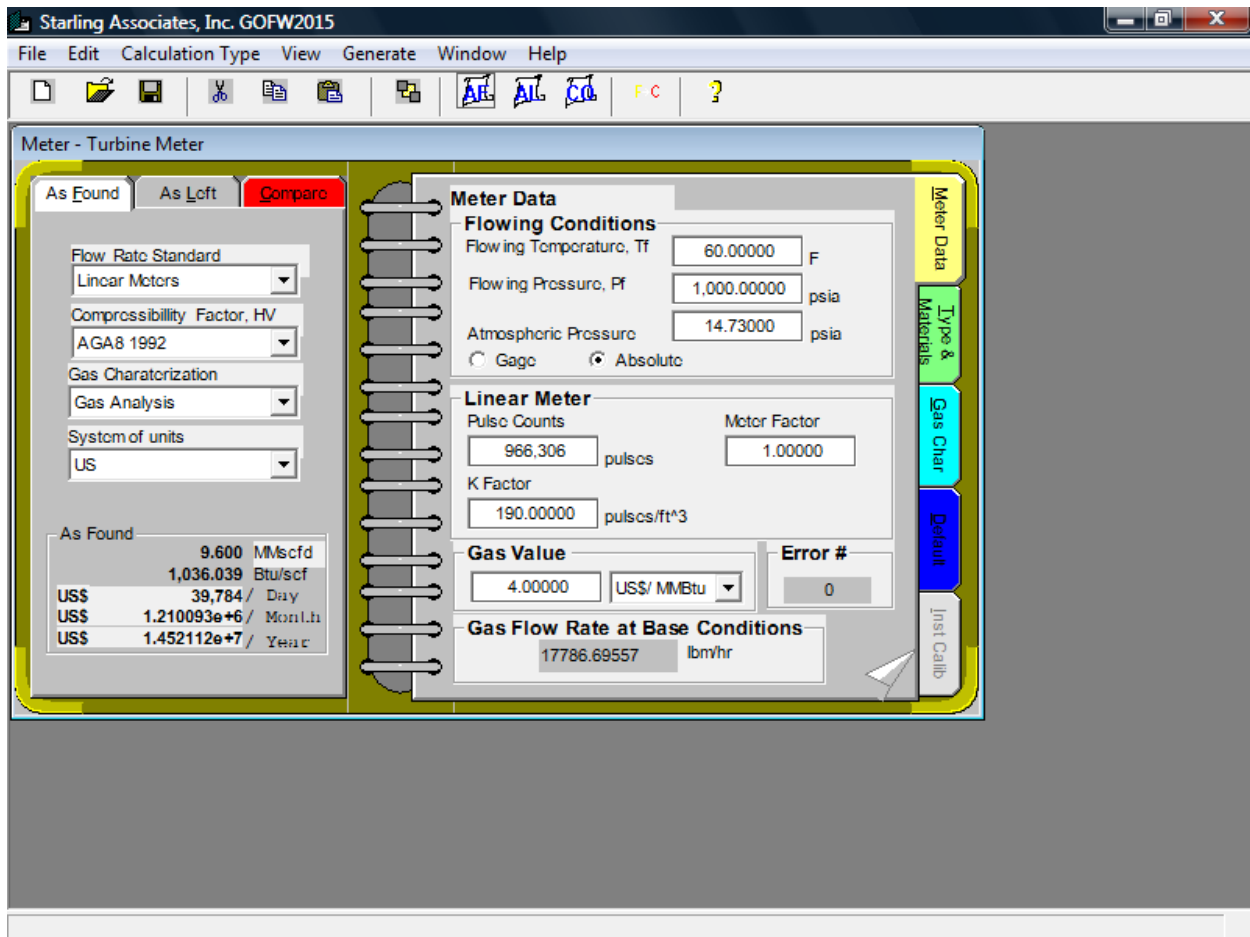 Starling Associates, Inc. GOFW2015
File Edit Calculation Type View Generate Window Help
F C ?
Meter - Turbine Meter
As Found As Left Compare
Flow Rate Standard
Linear Meters
Compressibillity Factor, HV
AGA8 1992
Gas Charaterization
Gas Analysis
System of units
US
As Found
9.600 MMscfd
1,036.039 Btu/scf
US$ 39,784 / Day
US$ 1.210093e+6 / Month
US$ 1.452112e+7 / Year
Meter Data
Flowing Conditions
Flowing Temperature, Tf 60.00000 F
Flowing Pressure, Pf 1,000.00000 psia
Atmospheric Pressure 14.73000 psia
Gage Absolute
Linear Meter
Pulse Counts Meter Factor
966,306 pulses 1.00000
K Factor
190.00000 pulses/ft^3
Gas Value Error #
4.00000 US$/ MMBtu 0
Gas Flow Rate at Base Conditions
17786.69557 lbm/hr
Meter Data
Type &
Materials
Gas Char
Default
Inst Calib